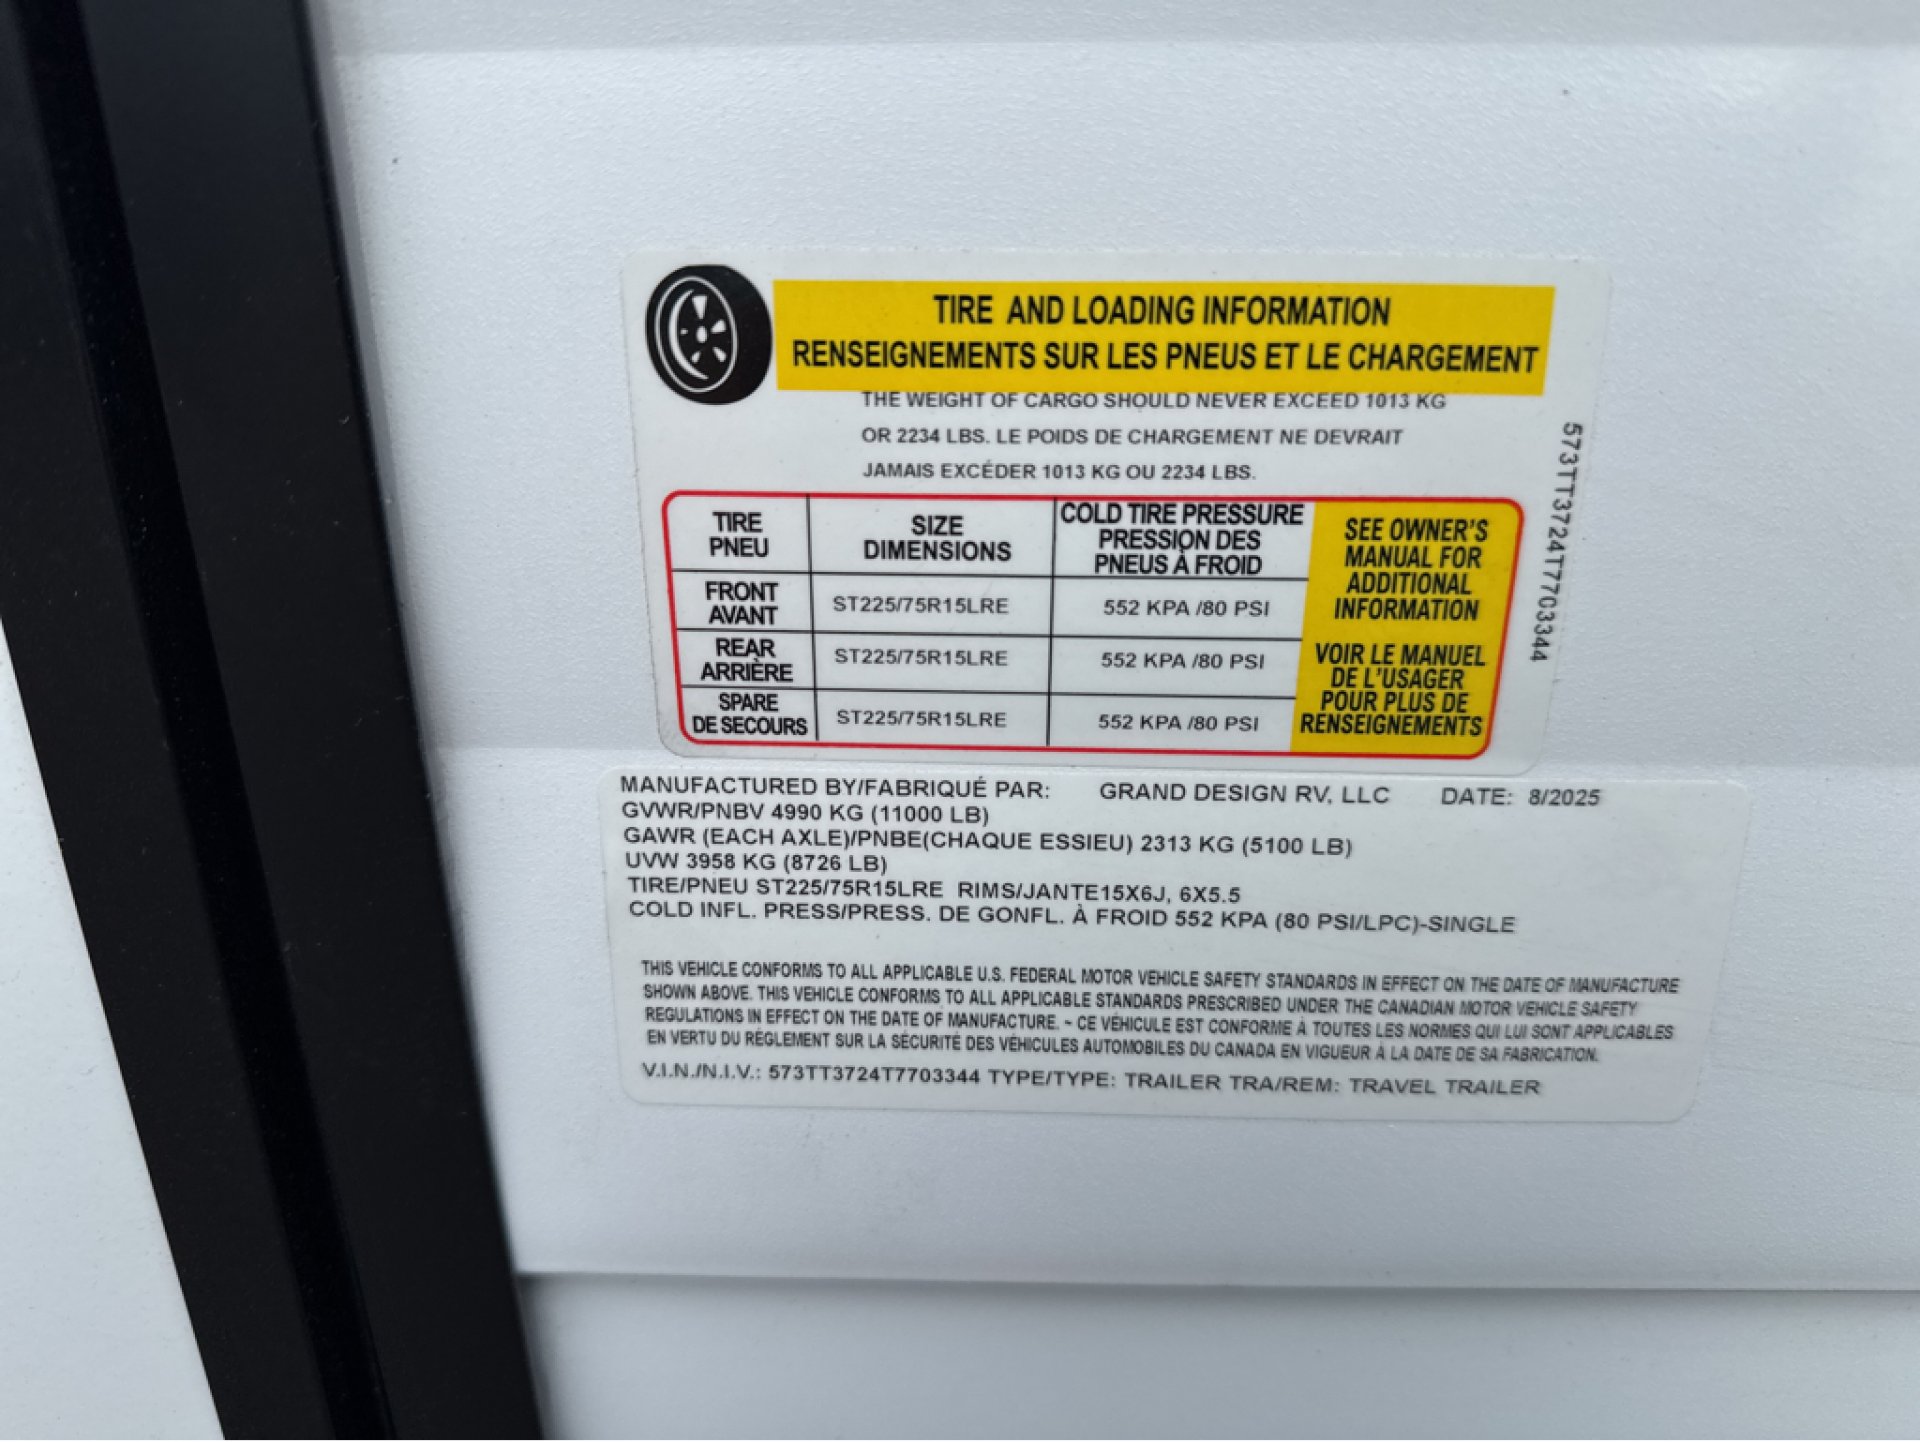 TIRE AND LOADING INFORMATION
RENSEIGNEMENTS SUR LES PNEUS ET LE CHARGEMENT
THE WEIGHT OF CARGO SHOULD NEVER EXCEED 1013 KG
OR 2234 LBS. LE POIDS DE CHARGEMENT NE DEVRAIT
JAMAIS EXCÉDER 1013 KG OU 2234 LBS.
TIRE
PNEU
SIZE
DIMENSIONS
COLD TIRE PRESSURE
PRESSION DES
PNEUS À FROID
FRONT
AVANT
ST225/75R15LRE
552 KPA /80 PSI
REAR
ARRIÈRE
ST225/75R15LRE
552 KPA /80 PSI
SPARE
DE SECOURS
ST225/75R15LRE
552 KPA /80 PSI
SEE OWNER'S
MANUAL FOR
ADDITIONAL
INFORMATION
VOIR LE MANUEL
DE L'USAGER
POUR PLUS DE
RENSEIGNEMENTS
573TT3724T7703344
MANUFACTURED BY/FABRIQUÉ PAR: GRAND DESIGN RV, LLC DATE: 8/2025
GVWR/PNBV 4990 KG (11000 LB)
GAWR (EACH AXLE)/PNBE(CHAQUE ESSIEU) 2313 KG (5100 LB)
UVW 3958 KG (8726 LB)
TIRE/PNEU ST225/75R15LRE RIMS/JANTE15X6J, 6X5.5
COLD INFL. PRESS/PRESS. DE GONFL. À FROID 552 KPA (80 PSI/LPC)-SINGLE
THIS VEHICLE CONFORMS TO ALL APPLICABLE U.S. FEDERAL MOTOR VEHICLE SAFETY STANDARDS IN EFFECT ON THE DATE OF MANUFACTURE
SHOWN ABOVE. THIS VEHICLE CONFORMS TO ALL APPLICABLE STANDARDS PRESCRIBED UNDER THE CANADIAN MOTOR VEHICLE SAFETY
REGULATIONS IN EFFECT ON THE DATE OF MANUFACTURE. ~ CE VÉHICULE EST CONFORME À TOUTES LES NORMES QUI LUI SONT APPLICABLES
EN VERTU DU RÈGLEMENT SUR LA SÉCURITÉ DES VÉHICULES AUTOMOBILES DU CANADA EN VIGUEUR À LA DATE DE SA FABRICATION.
V.I.N./N.I.V.: 573TT3724T7703344 TYPE/TYPE: TRAILER TRA/REM: TRAVEL TRAILER